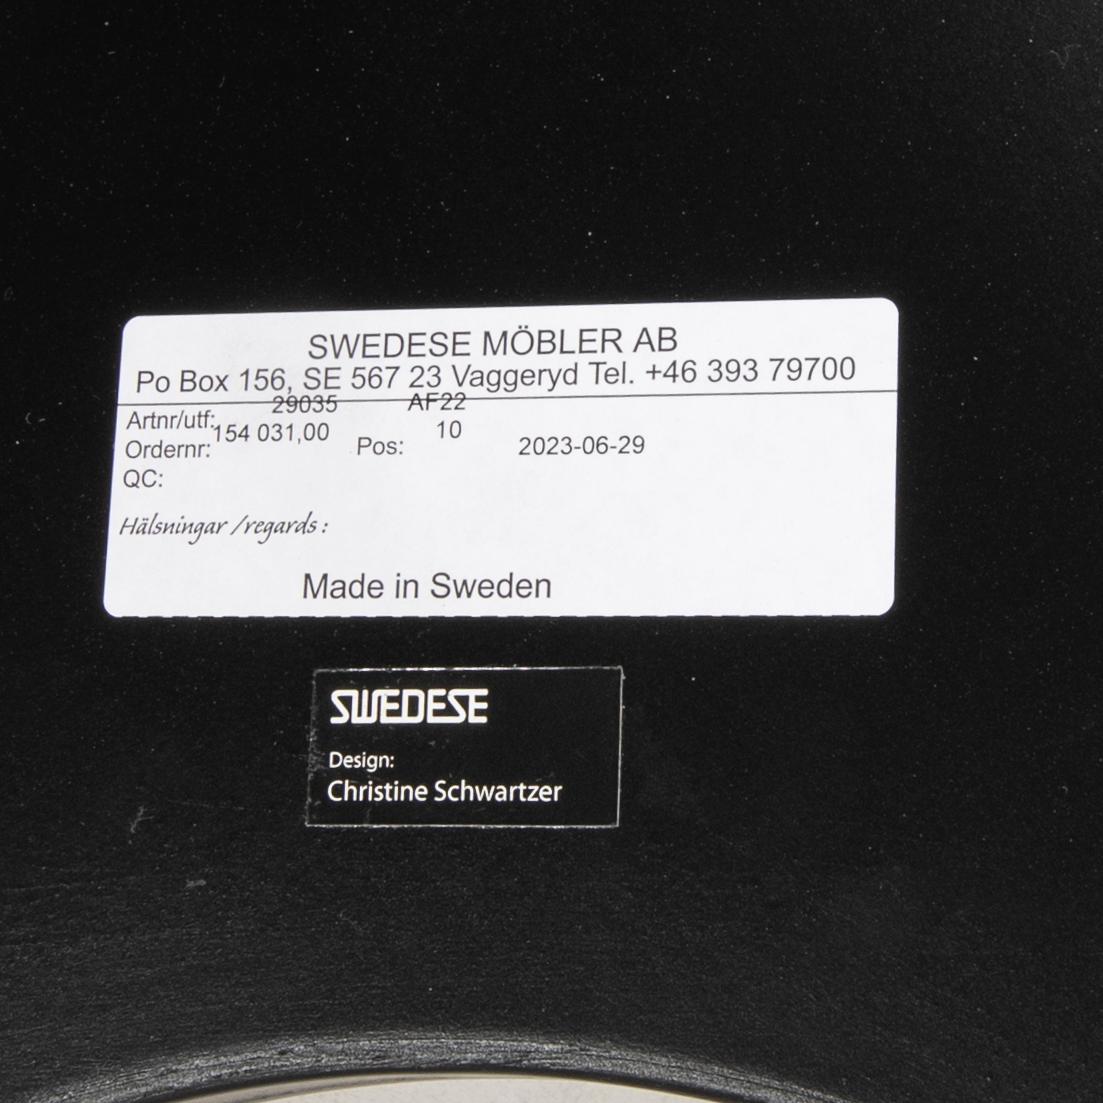 SWEDESE MÖBLER AB
Po Box 156, SE 567 23 Vaggeryd Tel. +46 393 79700
Artnr/utf: 29035 AF22
Ordernr: 154 031,00 Pos: 10 2023-06-29
QC:
Hälsningar /regards :
Made in Sweden
SWEDESE
Design:
Christine Schwartzer